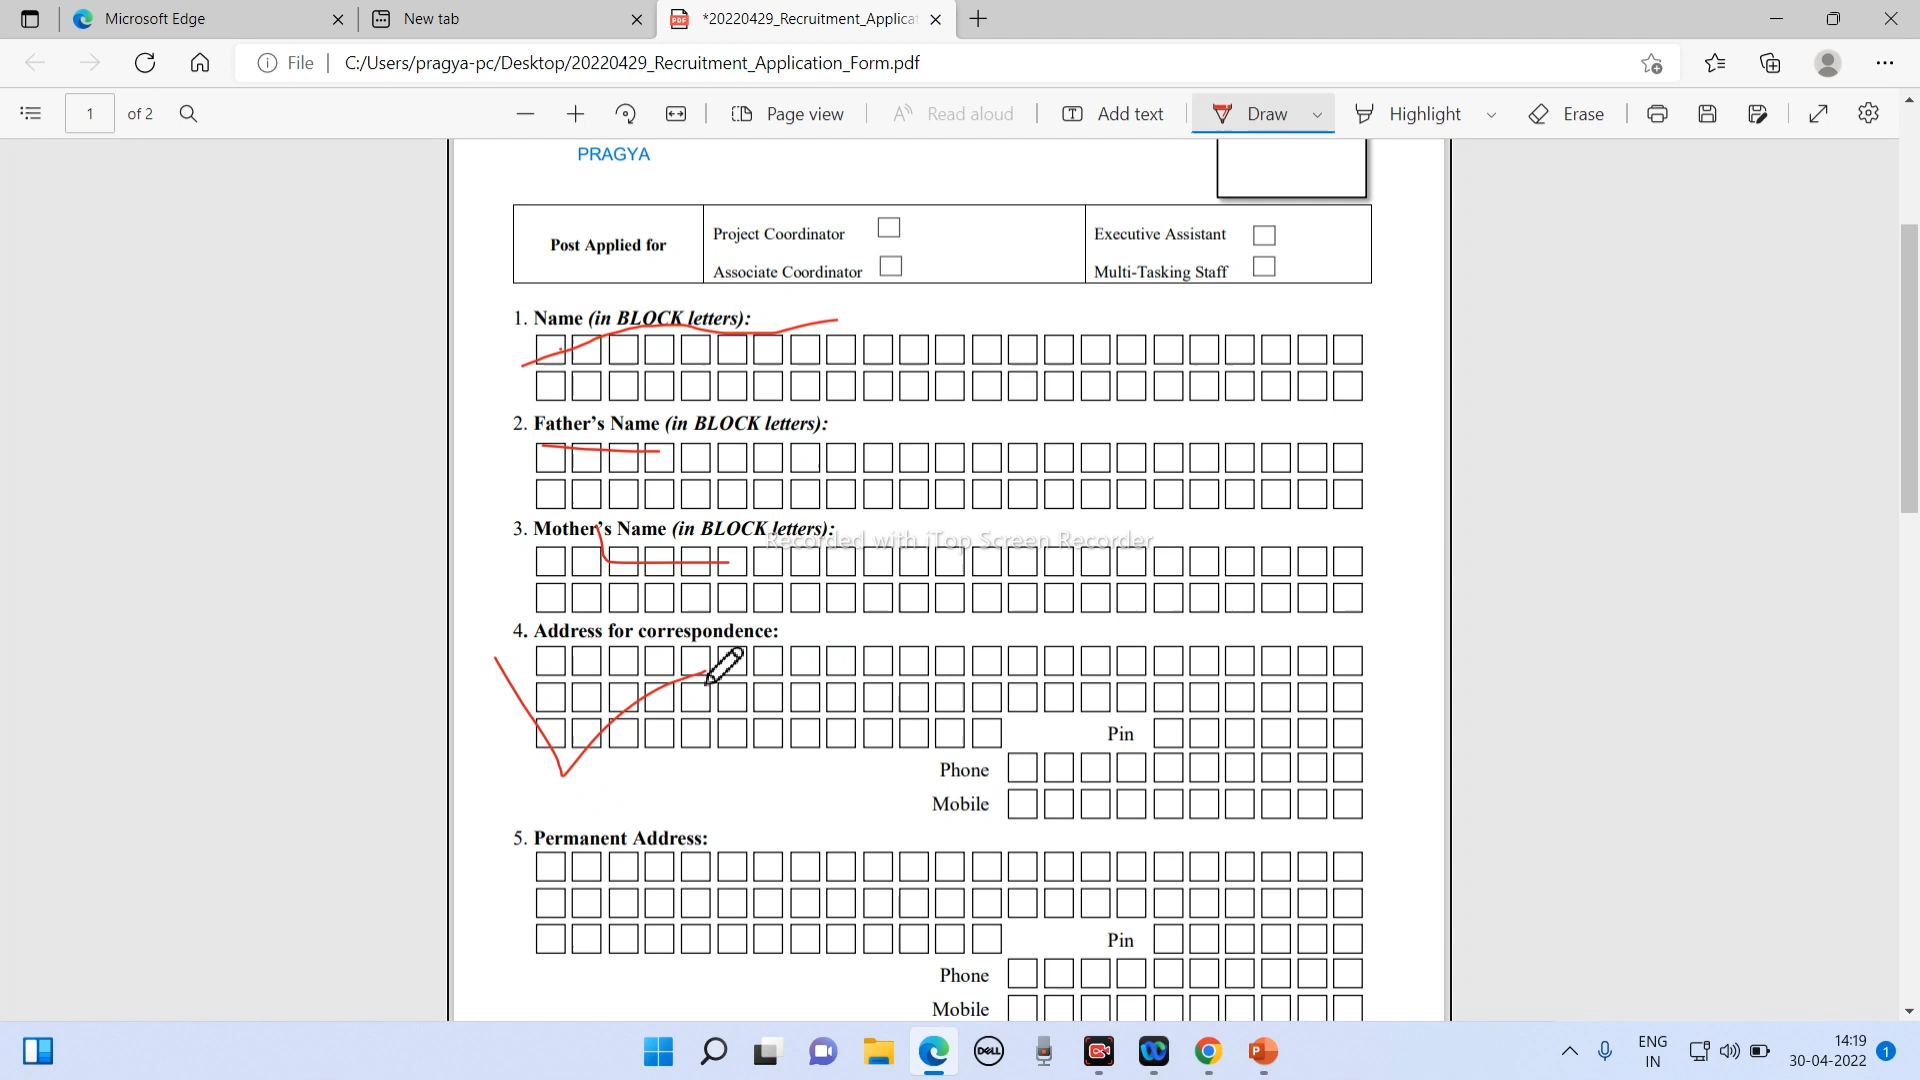 Microsoft Edge
New tab
*20220429_Recruitment_Applica
File
C:/Users/pragya-pc/Desktop/20220429_Recruitment_Application_Form.pdf
1 of 2
Page view
Read aloud
Add text
Draw
Highlight
Erase
PRAGYA
Post Applied for
Project Coordinator
Executive Assistant
Associate Coordinator
Multi-Tasking Staff
1. Name (in BLOCK letters):
2. Father's Name (in BLOCK letters):
3. Mother's Name (in BLOCK letters):
Recorded with iTop Screen Recorder
4. Address for correspondence:
Pin
Phone
Mobile
5. Permanent Address:
Pin
Phone
Mobile
DELL
ENG
IN
14:19
30-04-2022
1